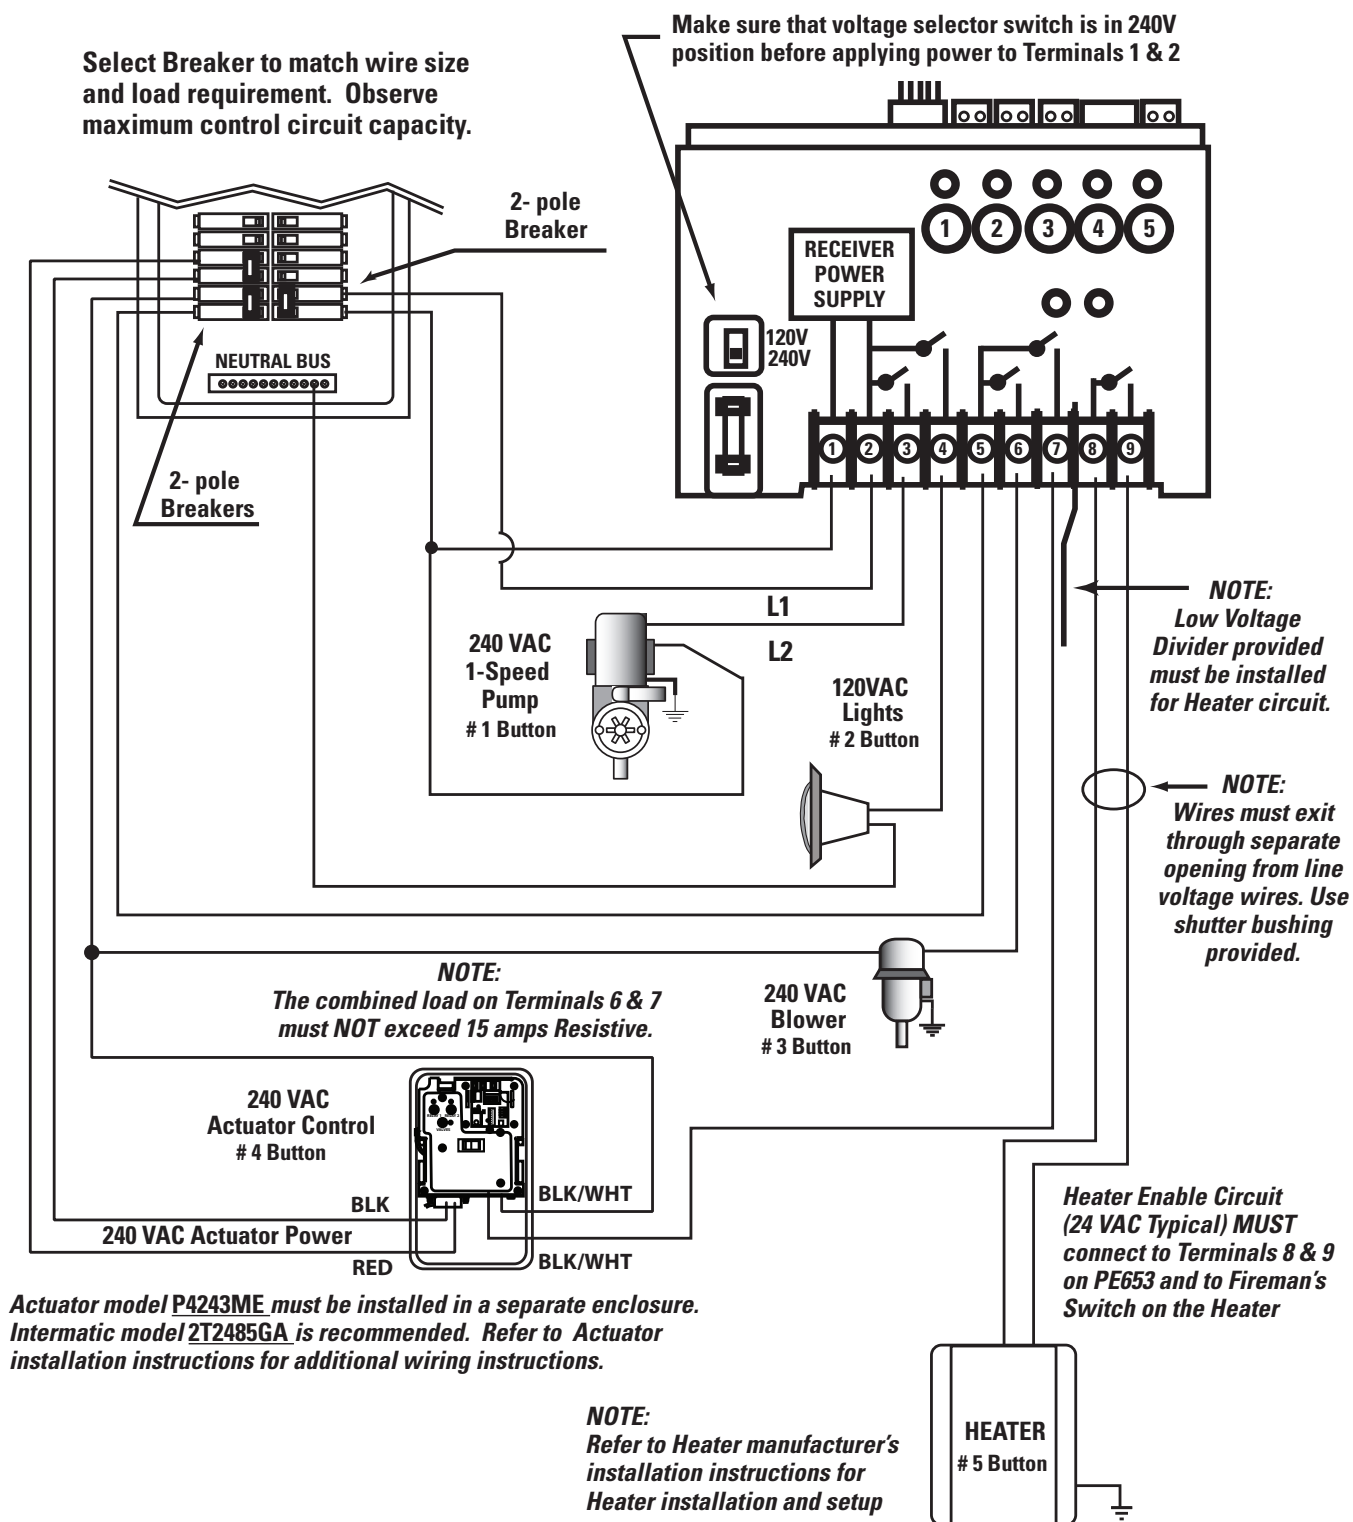 Make sure that voltage selector switch is in 240V
position before applying power to Terminals 1 & 2
Select Breaker to match wire size
and load requirement. Observe
maximum control circuit capacity.
2- pole
Breaker
1 2 3 4 5
RECEIVER
POWER
SUPPLY
120V
240V
NEUTRAL BUS
1 2 3 4 5 6 7 8 9
2- pole
Breakers
L1
L2
240 VAC
1-Speed
Pump
# 1 Button
120VAC
Lights
# 2 Button
NOTE:
Low Voltage
Divider provided
must be installed
for Heater circuit.
NOTE:
Wires must exit
through separate
opening from line
voltage wires. Use
shutter bushing
provided.
NOTE:
The combined load on Terminals 6 & 7
must NOT exceed 15 amps Resistive.
240 VAC
Blower
# 3 Button
240 VAC
Actuator Control
# 4 Button
BLK
BLK/WHT
240 VAC Actuator Power
RED
BLK/WHT
Heater Enable Circuit
(24 VAC Typical) MUST
connect to Terminals 8 & 9
on PE653 and to Fireman's
Switch on the Heater
Actuator model P4243ME must be installed in a separate enclosure.
Intermatic model 2T2485GA is recommended. Refer to Actuator
installation instructions for additional wiring instructions.
NOTE:
Refer to Heater manufacturer's
installation instructions for
Heater installation and setup
HEATER
# 5 Button